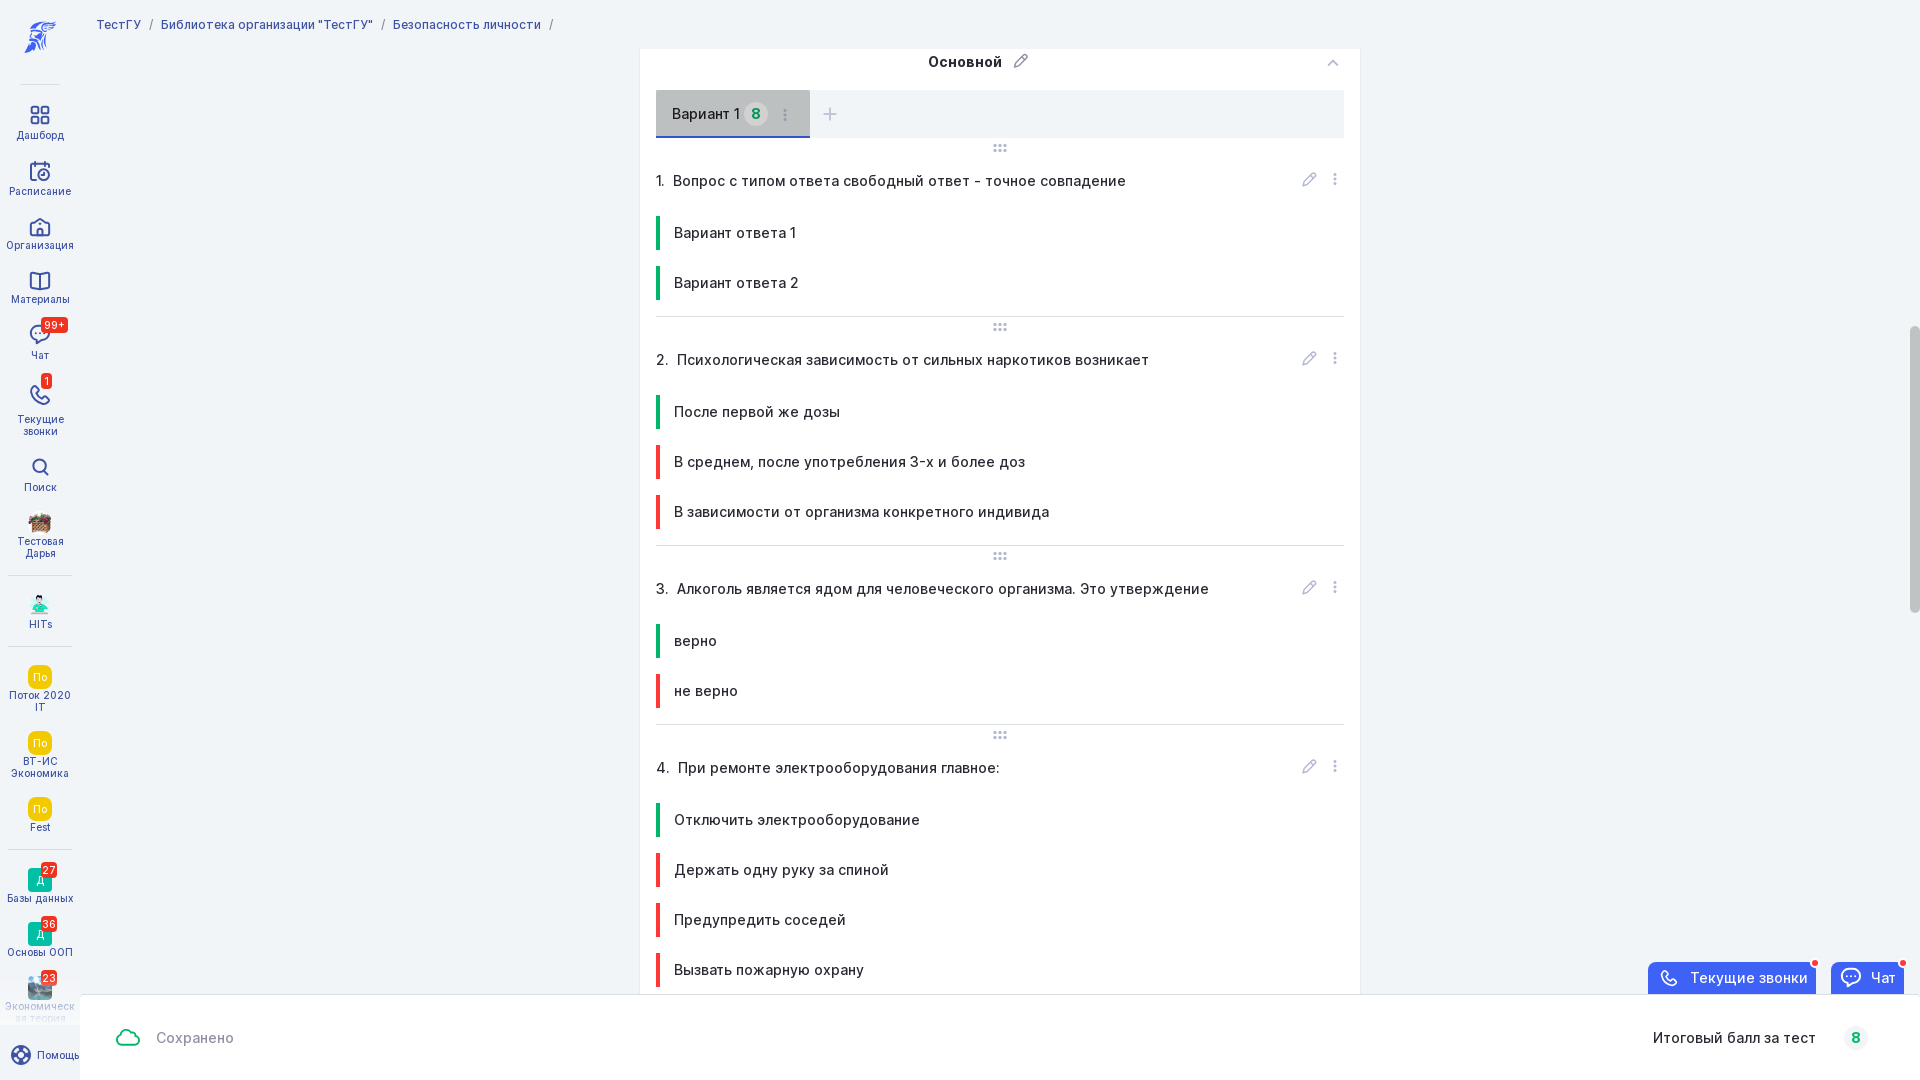 ТестГУ / Библиотека организации "ТестГУ" / Безопасность личности /
Дашборд
Расписание
Организация
Материалы
99+
Чат
1
Текущие
звонки
Поиск
Тестовая
Дарья
HITs
По
Поток 2020
IT
По
ВТ-ИС
Экономика
По
Fest
27
Д
Базы данных
36
Д
Основы ООП
23
Экономическ
ая теория
Помощь
Основной
Вариант 1 8
1. Вопрос с типом ответа свободный ответ - точное совпадение
Вариант ответа 1
Вариант ответа 2
2. Психологическая зависимость от сильных наркотиков возникает
После первой же дозы
В среднем, после употребления 3-х и более доз
В зависимости от организма конкретного индивида
3. Алкоголь является ядом для человеческого организма. Это утверждение
верно
не верно
4. При ремонте электрооборудования главное:
Отключить электрооборудование
Держать одну руку за спиной
Предупредить соседей
Вызвать пожарную охрану
Текущие звонки
Чат
Сохранено
Итоговый балл за тест 8